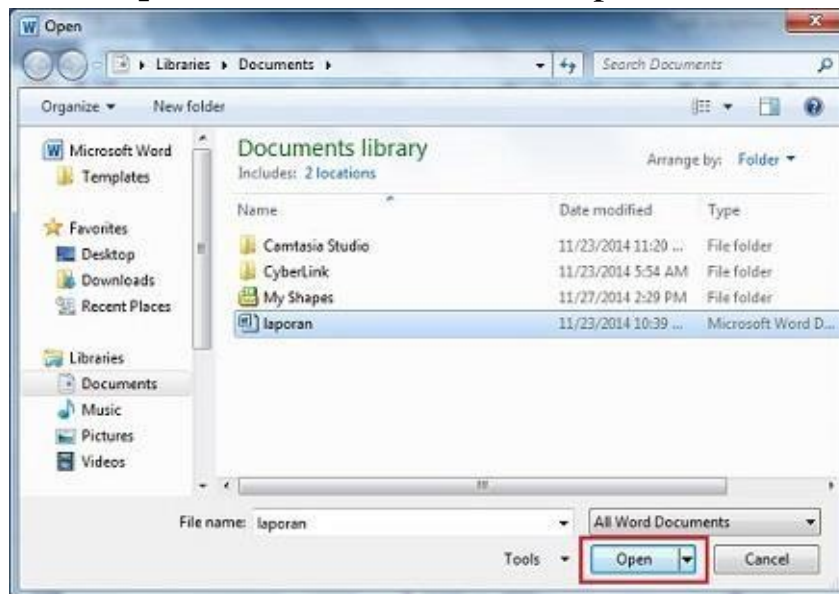 Open
Libraries ▸ Documents ▸
Search Documents
Organize
New folder
Microsoft Word
Templates
Favorites
Desktop
Downloads
Recent Places
Libraries
Documents
Music
Pictures
Videos
Documents library
Includes: 2 locations
Arrange by: Folder
Name Date modified Type
Camtasia Studio 11/23/2014 11:20 ... File folder
CyberLink 11/23/2014 5:54 AM File folder
My Shapes 11/27/2014 2:29 PM File folder
laporan 11/23/2014 10:39 ... Microsoft Word D...
File name: laporan
All Word Documents
Tools Open Cancel